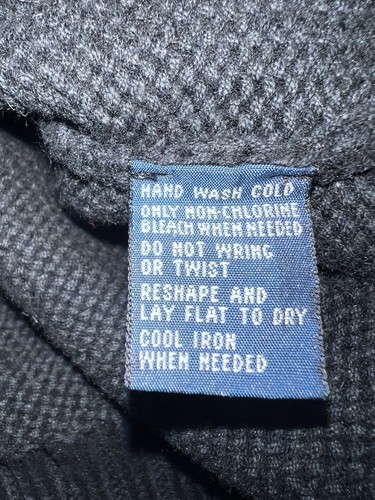 HAND WASH COLD
ONLY NON-CHLORINE
BLEACH WHEN NEEDED
DO NOT WRING
OR TWIST
RESHAPE AND
LAY FLAT TO DRY
COOL IRON
WHEN NEEDED